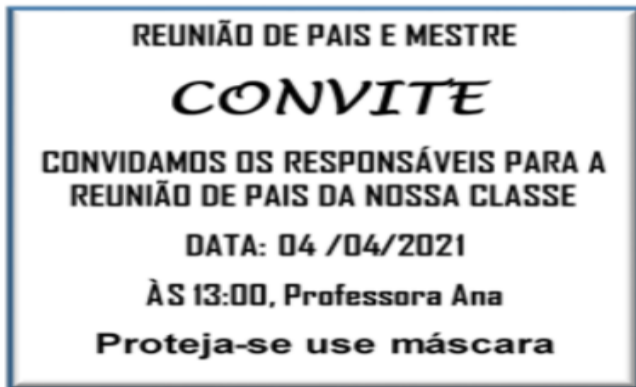 REUNIÃO DE PAIS E MESTRE
CONVITE
CONVIDAMOS OS RESPONSÁVEIS PARA A
REUNIÃO DE PAIS DA NOSSA CLASSE
DATA: 04 /04/2021
ÀS 13:00, Professora Ana
Proteja-se use máscara